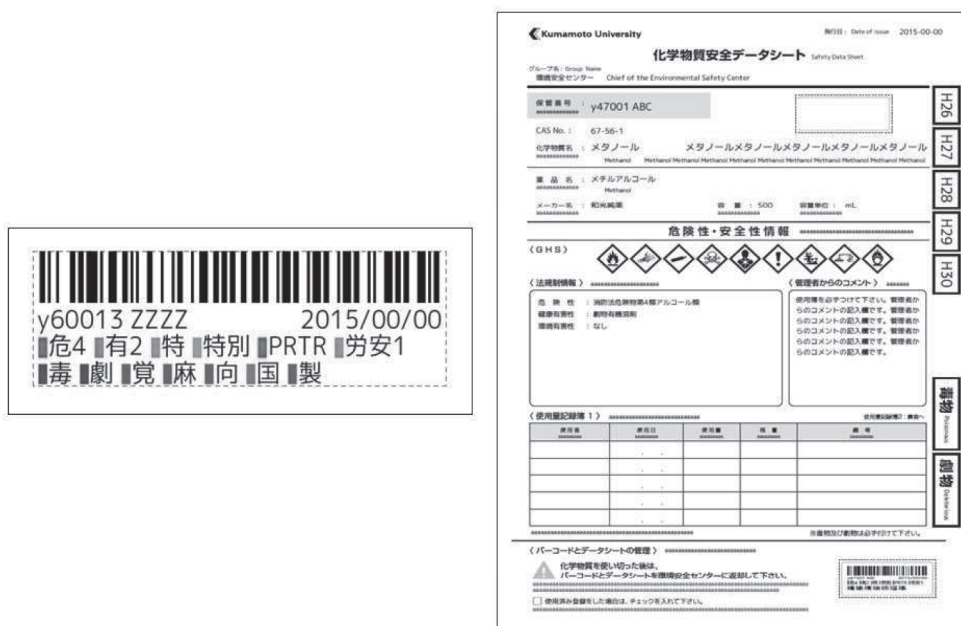 y60013 ZZZZ 2015/00/00
危4 有2 特 特別 PRTR 労安1
毒 劇 覚 麻 向 国 製
Kumamoto University
発行日: Date of issue 2015-00-00
化学物質安全データシート Safety Data Sheet
グループ名: Group Name
環境安全センター Chief of the Environmental Safety Center
保管番号 : y47001 ABC
CAS No. : 67-56-1
化学物質名 : メタノール メタノールメタノールメタノールメタノールメタノール
Methanol Methanol Methanol Methanol Methanol Methanol Methanol Methanol Methanol Methanol
薬品名 : メチルアルコール
Methanol
メーカー名 : 和光純薬 容量 : 500 容量単位 : mL
危険性・安全性情報
〈GHS〉
〈法規制情報〉
危険性 : 消防法危険物第4類アルコール類
健康有害性 : 劇物有機溶剤
環境有害性 : なし
〈管理者からのコメント〉
使用簿を必ずつけて下さい。管理者か
らのコメントの記入欄です。管理者か
らのコメントの記入欄です。管理者か
らのコメントの記入欄です。管理者か
らのコメントの記入欄です。管理者か
らのコメントの記入欄です。
〈使用量記録簿1〉 使用量記録簿2:裏面へ
使用者 使用日 使用量 残量 備考
※毒物及び劇物は必ず付けて下さい。
〈バーコードとデータシートの管理〉
化学物質を使い切った後は、
バーコードとデータシートを環境安全センターに返却して下さい。
使用済み登録をした場合は、チェックを入れて下さい。
H26
H27
H28
H29
H30
毒物 Poisonous
劇物 Deleterious